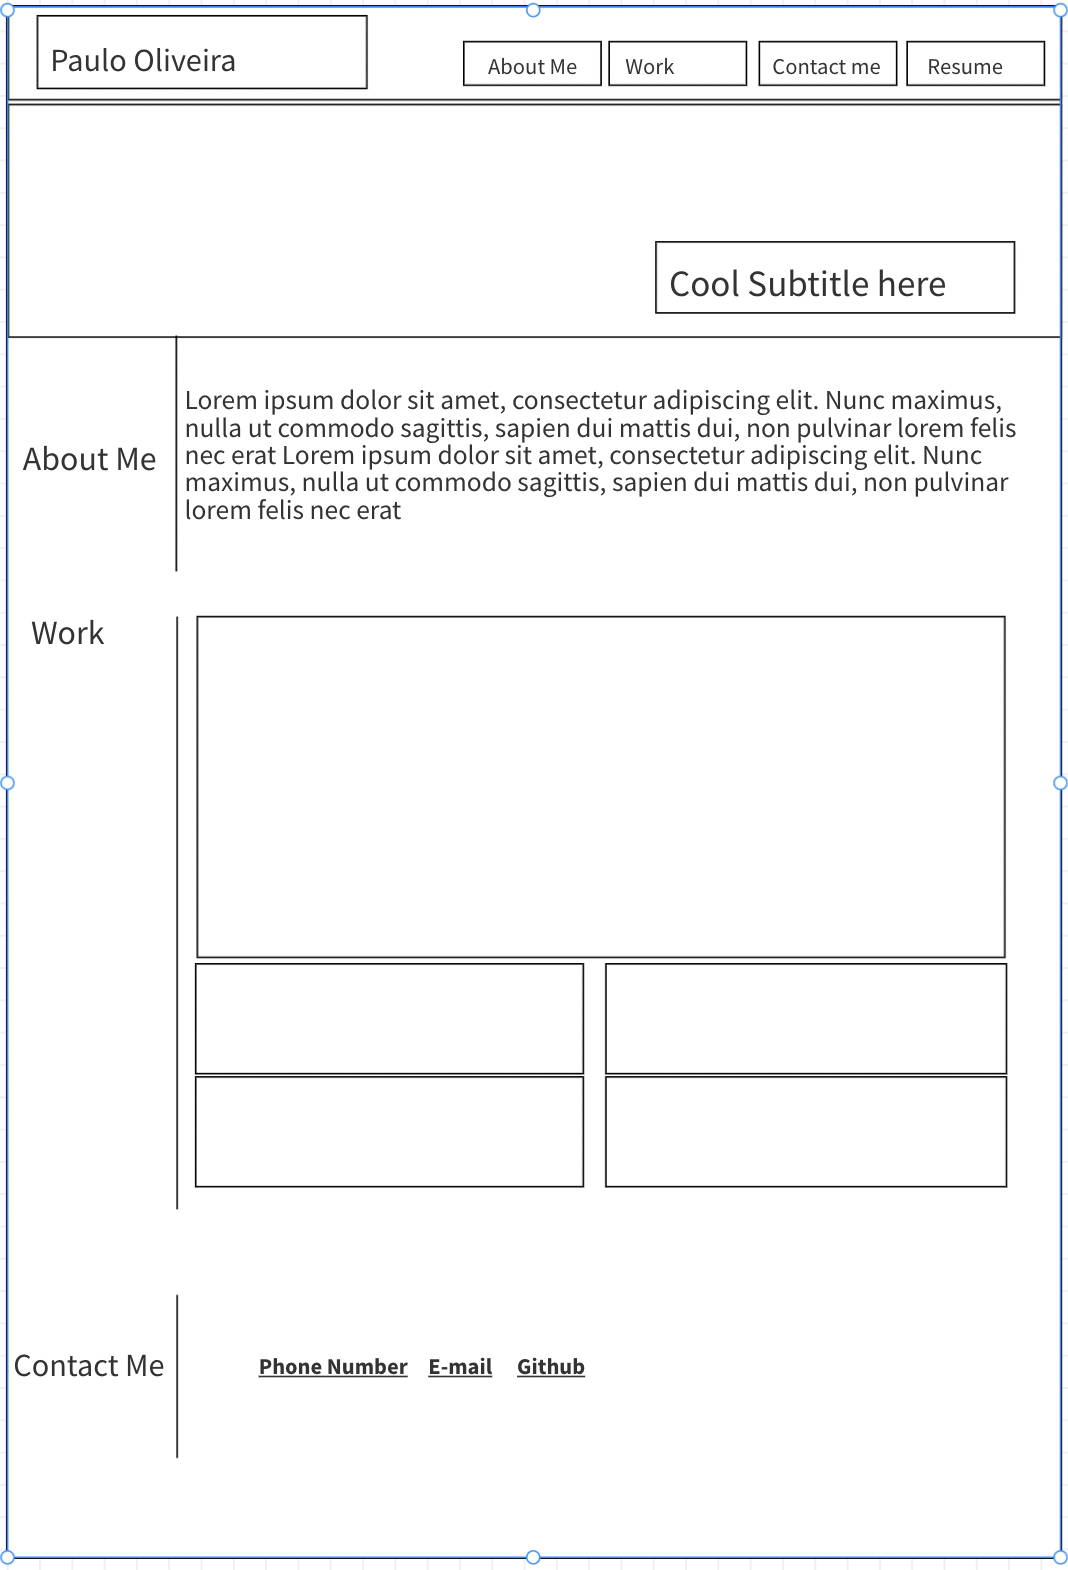 Paulo Oliveira
About Me
Work
Contact me
Resume
Cool Subtitle here
About Me
Lorem ipsum dolor sit amet, consectetur adipiscing elit. Nunc maximus,
nulla ut commodo sagittis, sapien dui mattis dui, non pulvinar lorem felis
nec erat Lorem ipsum dolor sit amet, consectetur adipiscing elit. Nunc
maximus, nulla ut commodo sagittis, sapien dui mattis dui, non pulvinar
lorem felis nec erat
Work
Contact Me
Phone Number E-mail Github